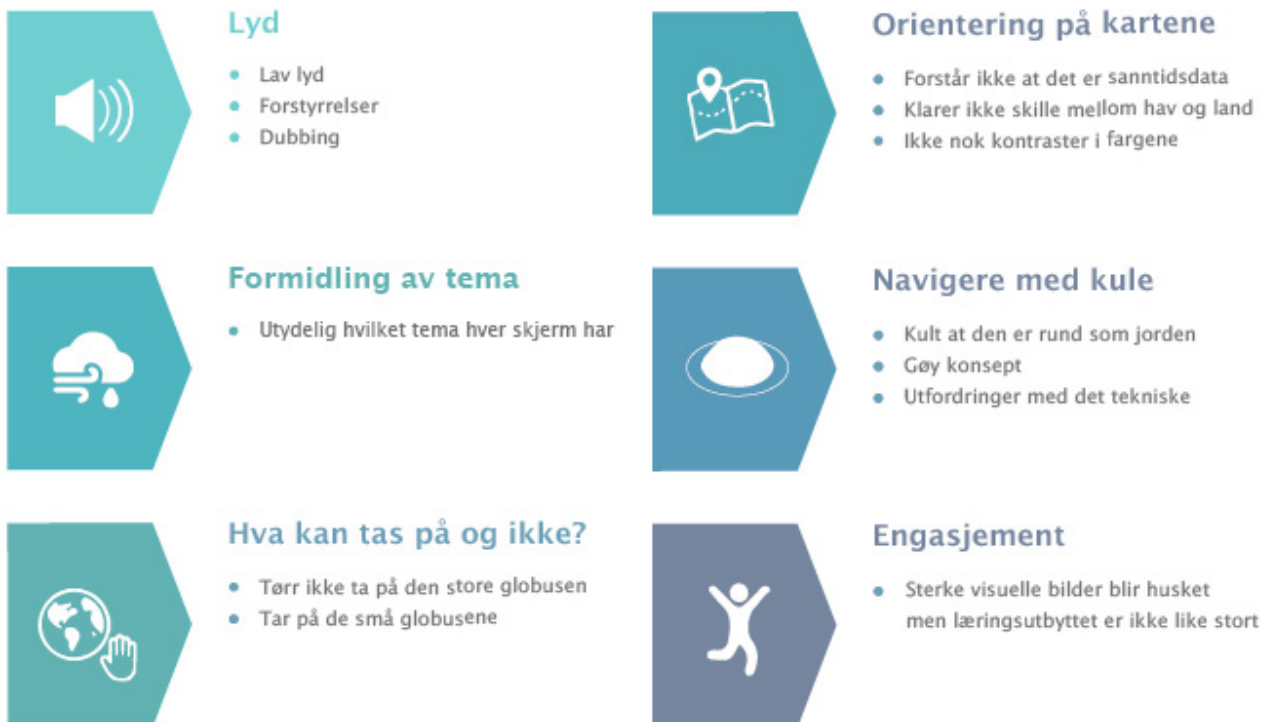 Lyd
Lav lyd
Forstyrrelser
Dubbing
Orientering på kartene
Forstår ikke at det er sanntidsdata
Klarer ikke skille mellom hav og land
Ikke nok kontraster i fargene
Formidling av tema
Utydelig hvilket tema hver skjerm har
Navigere med kule
Kult at den er rund som jorden
Gøy konsept
Utfordringer med det tekniske
Hva kan tas på og ikke?
Tørr ikke ta på den store globusen
Tar på de små globusene
Engasjement
Sterke visuelle bilder blir husket
men læringsutbyttet er ikke like stort